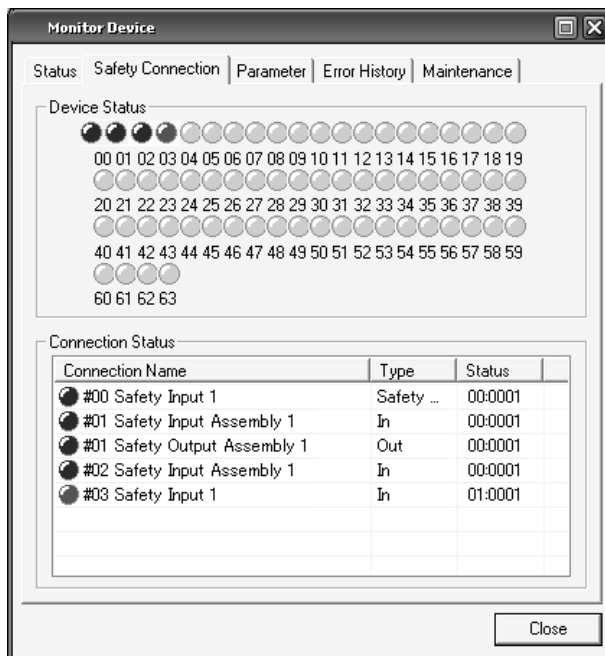 Monitor Device
Status Safety Connection Parameter Error History Maintenance
Device Status
00 01 02 03 04 05 06 07 08 09 10 11 12 13 14 15 16 17 18 19
20 21 22 23 24 25 26 27 28 29 30 31 32 33 34 35 36 37 38 39
40 41 42 43 44 45 46 47 48 49 50 51 52 53 54 55 56 57 58 59
60 61 62 63
Connection Status
Connection Name Type Status
#00 Safety Input 1 Safety ... 00:0001
#01 Safety Input Assembly 1 In 00:0001
#01 Safety Output Assembly 1 Out 00:0001
#02 Safety Input Assembly 1 In 00:0001
#03 Safety Input 1 In 01:0001
Close